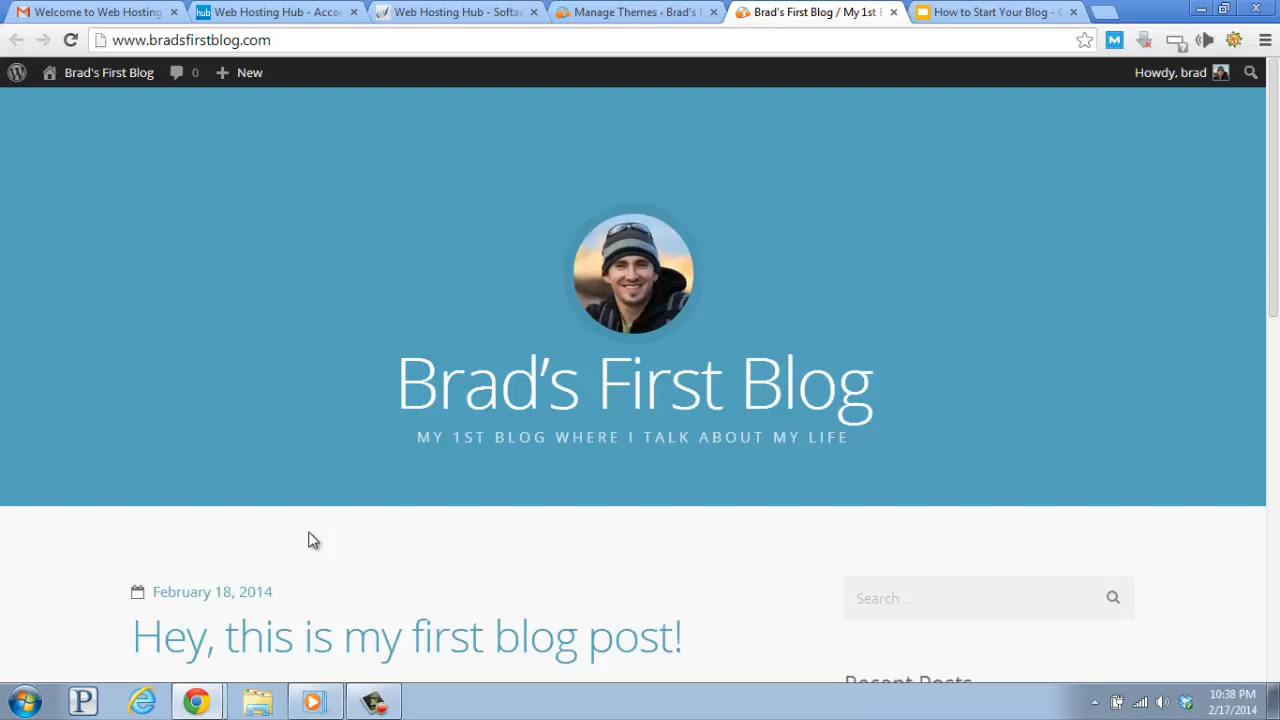 Welcome to Web Hosting
hub Web Hosting Hub - Acco
Web Hosting Hub - Softa
Manage Themes ‹ Brad's F
Brad's First Blog / My 1st B
How to Start Your Blog - G
www.bradsfirstblog.com
M
Brad's First Blog 0 New
Howdy, brad
Brad's First Blog
MY 1ST BLOG WHERE I TALK ABOUT MY LIFE
February 18, 2014
Search ...
Hey, this is my first blog post!
Recent Posts
P
10:38 PM
2/17/2014